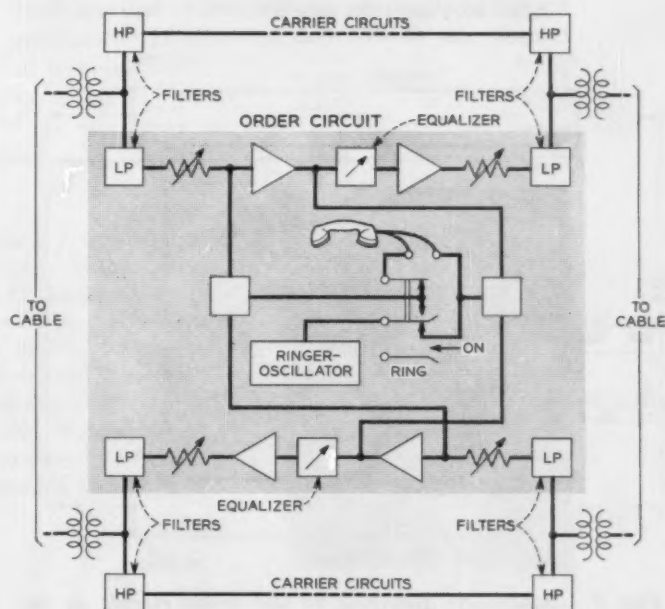 CARRIER CIRCUITS
HP
HP
FILTERS
FILTERS
ORDER CIRCUIT
EQUALIZER
LP
LP
TO
CABLE
TO
CABLE
RINGER-
OSCILLATOR
ON
RING
LP
LP
EQUALIZER
FILTERS
FILTERS
HP
CARRIER CIRCUITS
HP